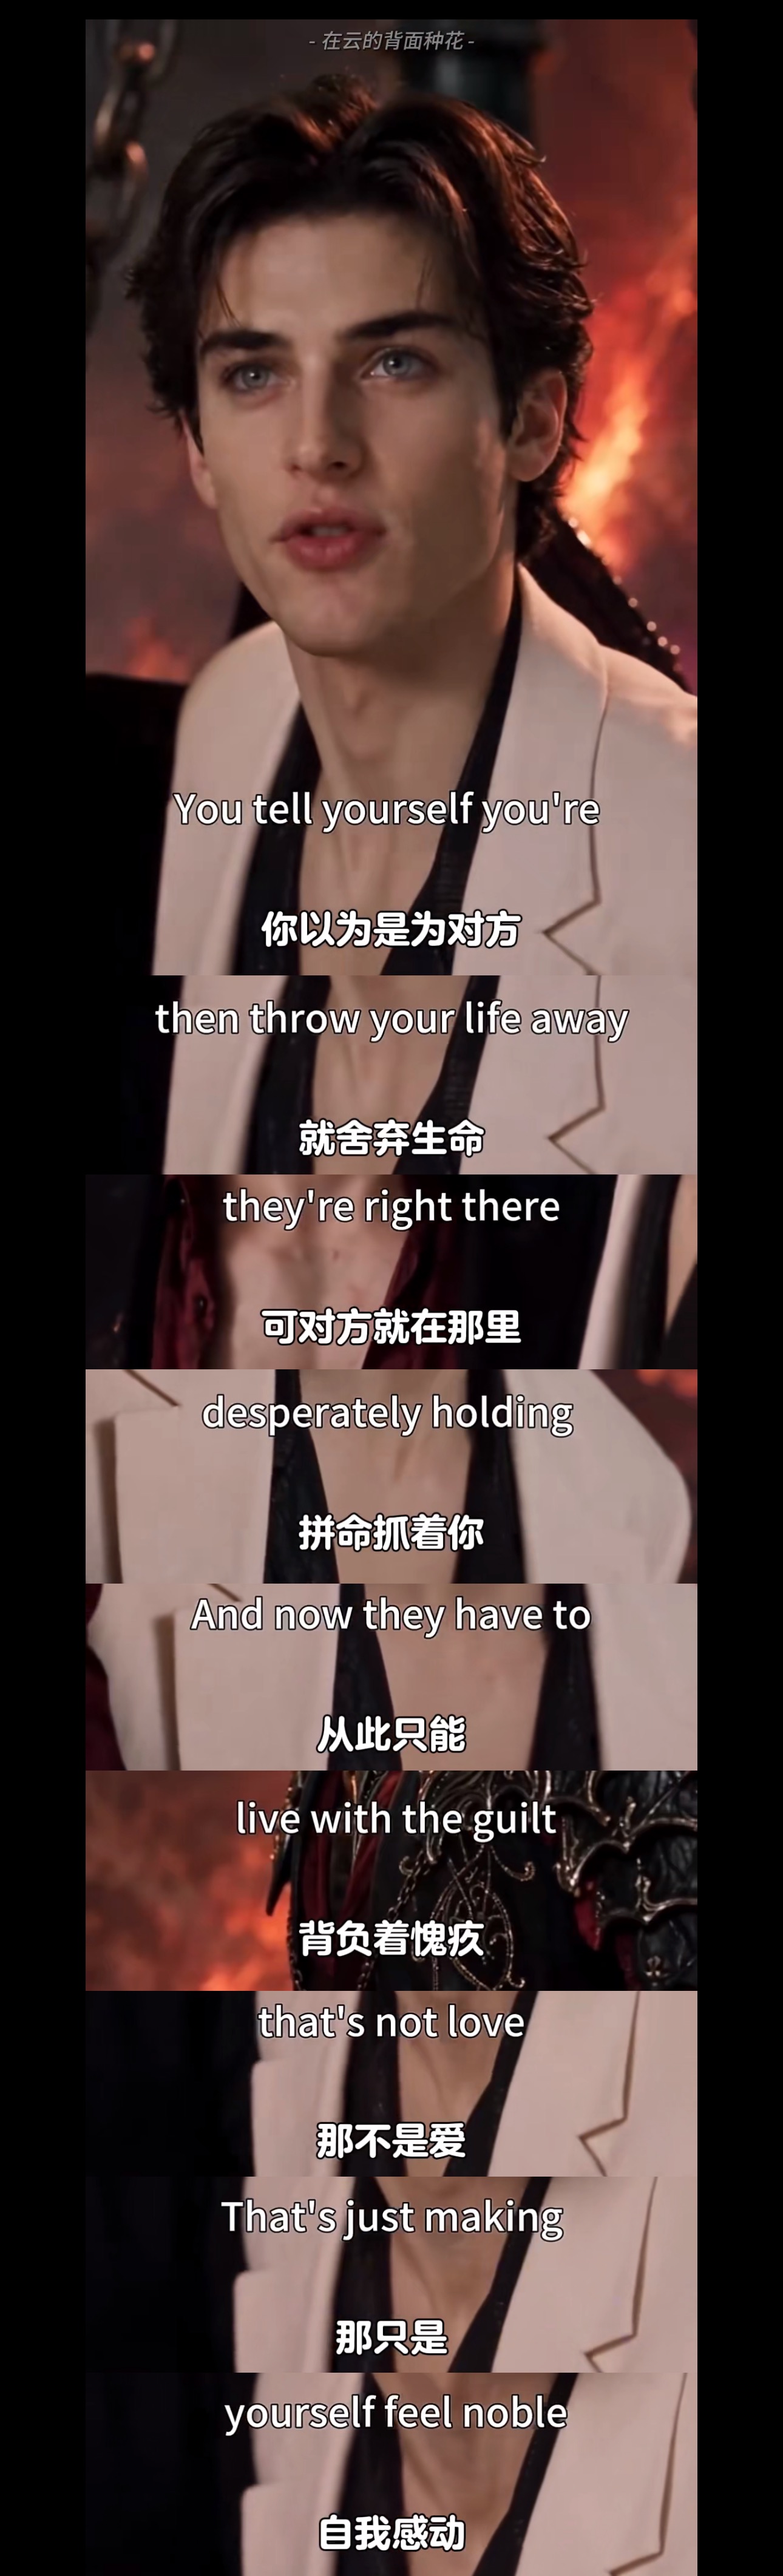 - 在云的背面种花 -
You tell yourself you're
你以为是为对方
then throw your life away
就舍弃生命
they're right there
可对方就在那里
desperately holding
拼命抓着你
And now they have to
从此只能
live with the guilt
背负着愧疚
that's not love
那不是爱
That's just making
那只是
yourself feel noble
自我感动